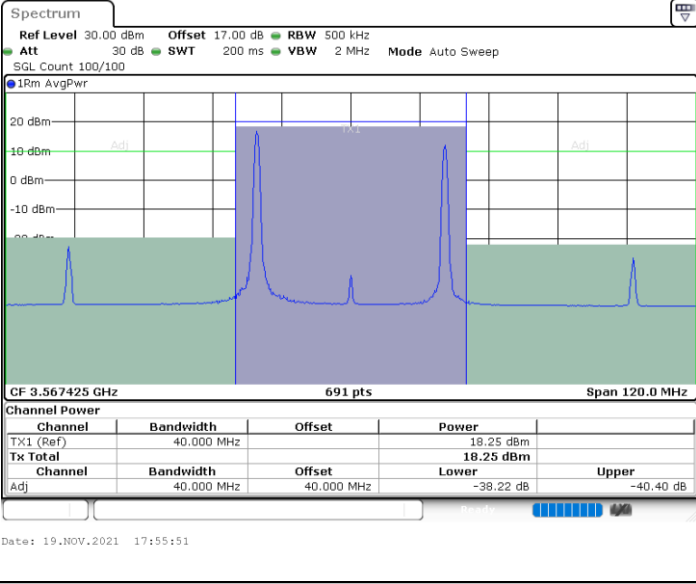 Spectrum
Ref Level 30.00 dBm Offset 17.00 dB RBW 500 kHz
Att 30 dB SWT 200 ms VBW 2 MHz Mode Auto Sweep
SGL Count 100/100
1Rm AvgPwr
20 dBm
TX1
10 dBm Adj Adj
0 dBm
-10 dBm
CF 3.567425 GHz 691 pts Span 120.0 MHz
Channel Power
Channel Bandwidth Offset Power
TX1 (Ref) 40.000 MHz 18.25 dBm
Tx Total 18.25 dBm
Channel Bandwidth Offset Lower Upper
Adj 40.000 MHz 40.000 MHz -38.22 dB -40.40 dB
Ready
Date: 19.NOV.2021 17:55:51